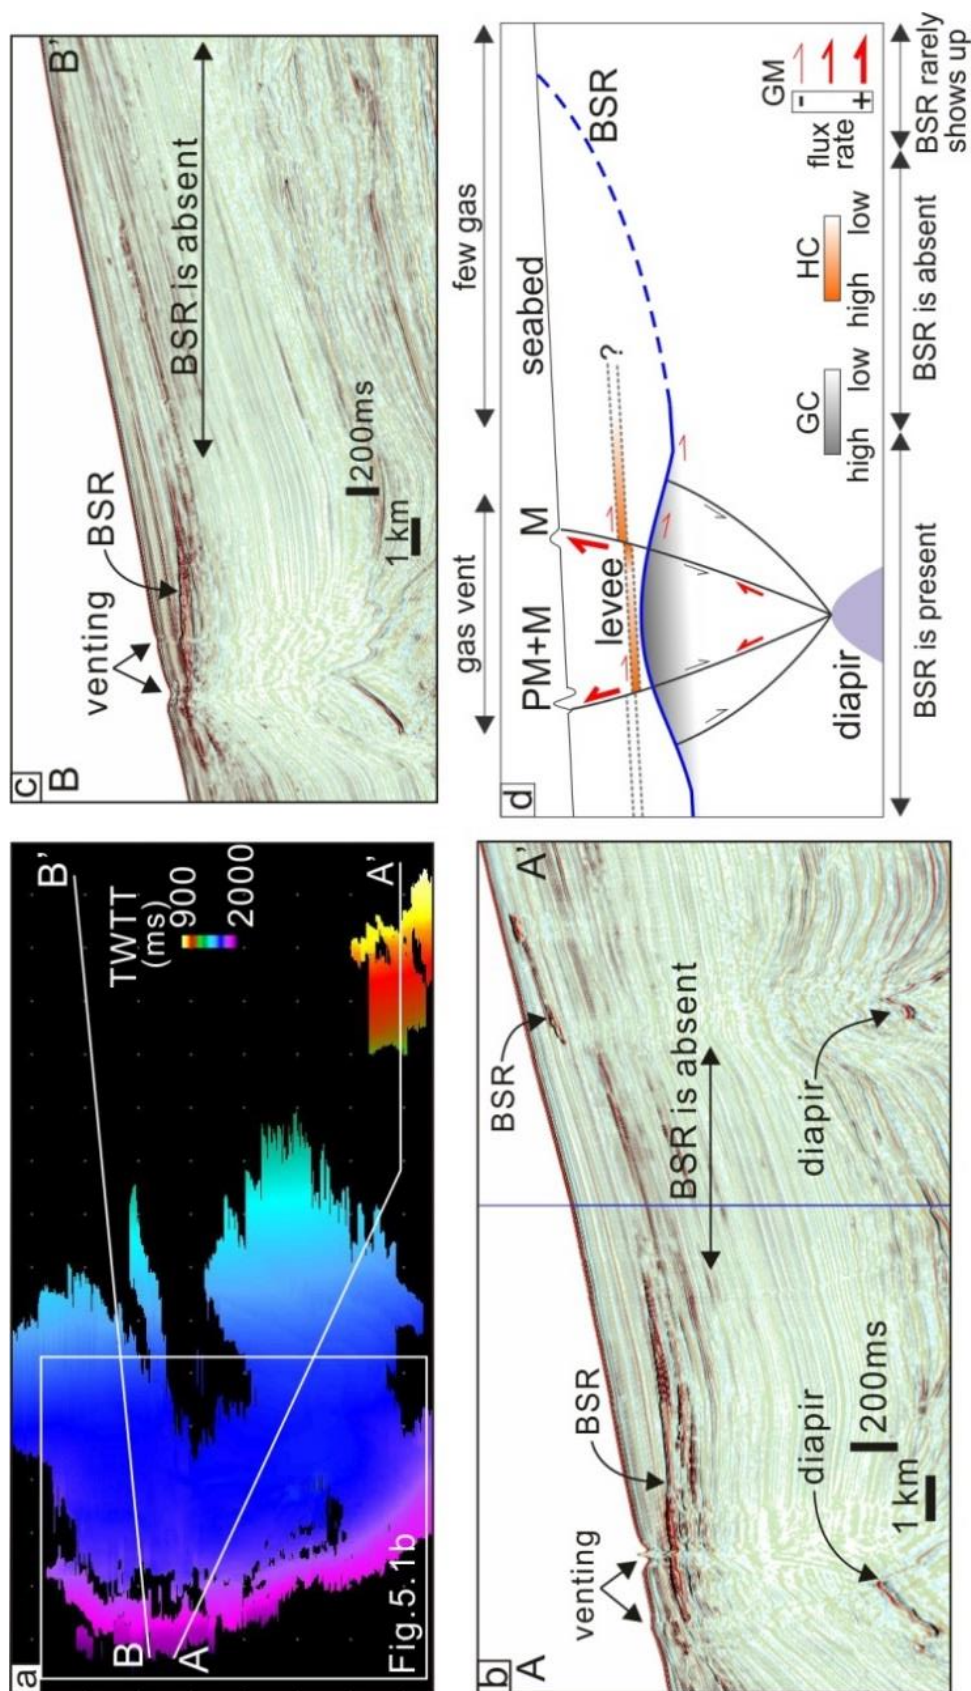 a
B
B'
A
A'
TWTT
(ms)
900
2000
Fig.5.1b
b
A
A'
venting
BSR
BSR
BSR is absent
diapir
diapir
200ms
1 km
c
B
B'
venting
BSR
BSR is absent
200ms
1 km
gas vent
few gas
d
PM+M
M
seabed
levee
?
BSR
diapir
GC
high
low
HC
high
low
flux
rate
GM
-
+
BSR is present
BSR is absent
BSR rarely
shows up